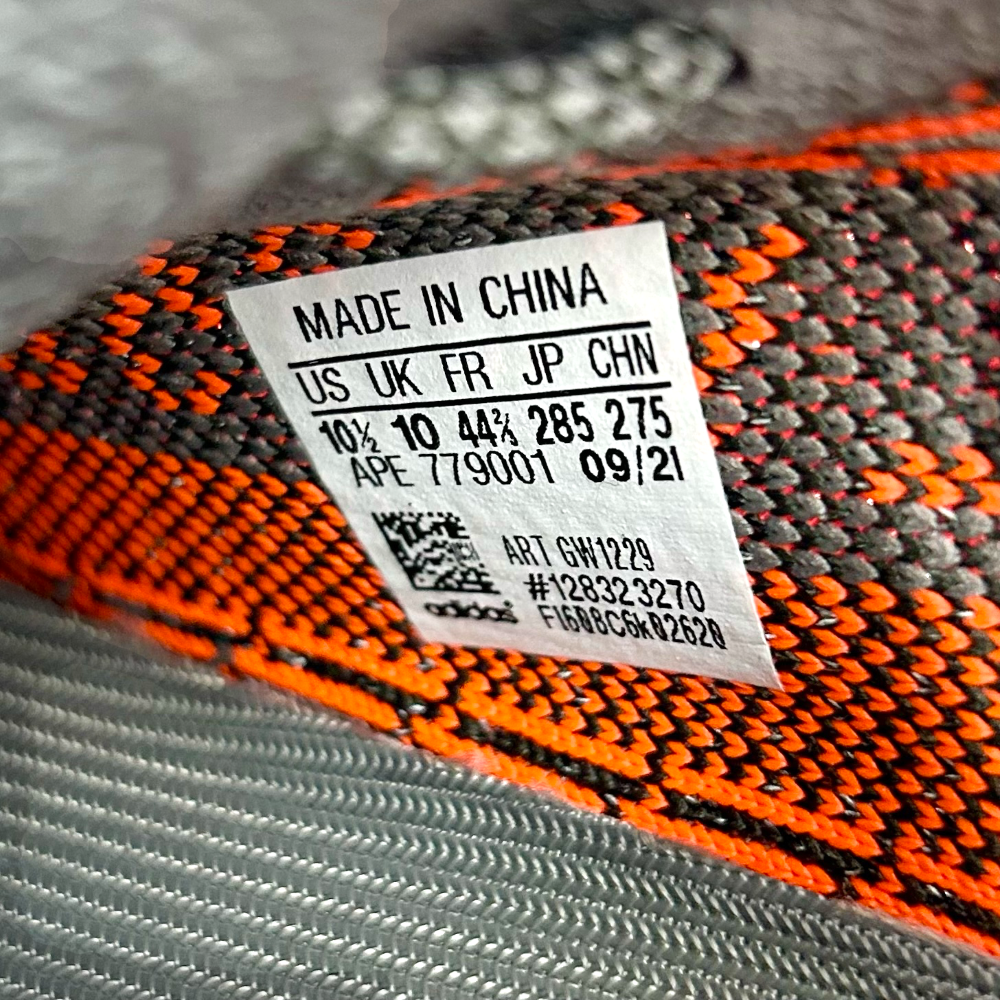 MADE IN CHINA
US UK FR JP CHN
10½ 10 44⅔ 285 275
APE 779001 09/21
ART GW1229
#128323270
adidas
F1608C6k02620